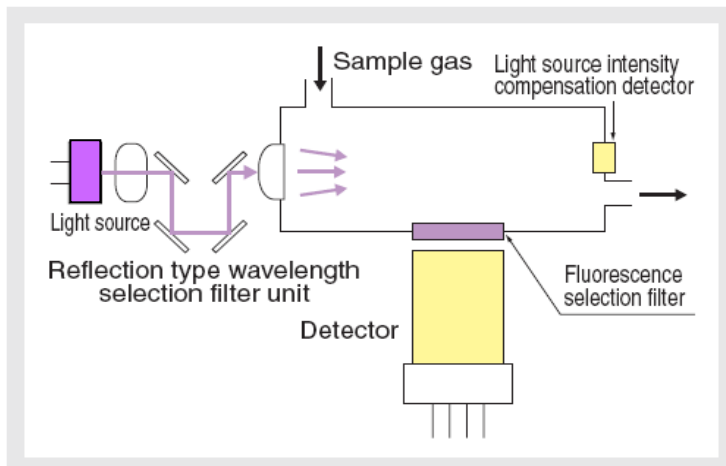 Sample gas
Light source intensity
compensation detector
Light source
Reflection type wavelength
selection filter unit
Fluorescence
selection filter
Detector